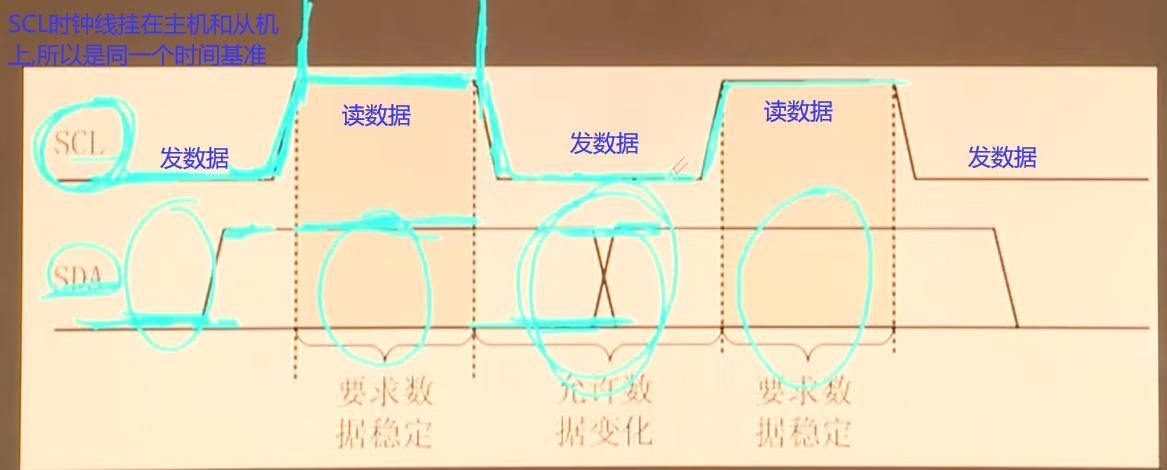 SCL时钟线挂在主机和从机
上,所以是同一个时间基准
SCL
发数据
读数据
发数据
读数据
发数据
SDA
要求数
据稳定
允许数
据变化
要求数
据稳定